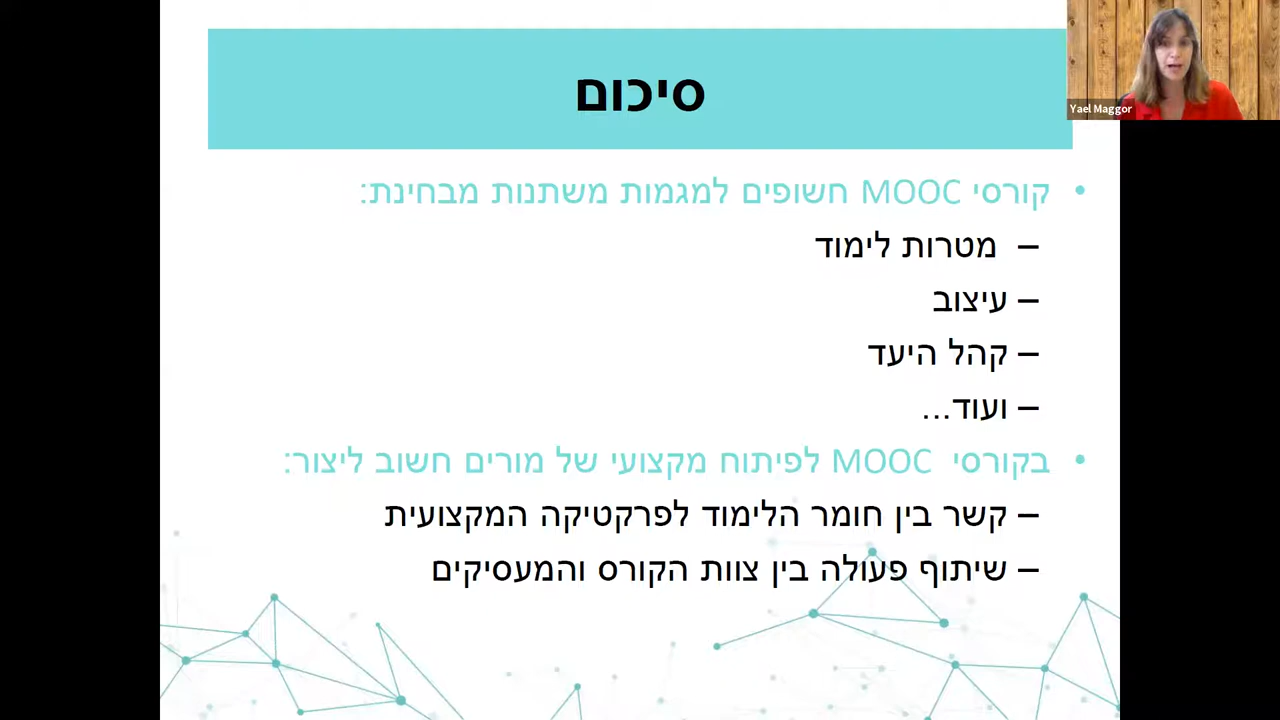 סיכום
Yael Maggor
• קורסי MOOC חשופים למגמות משתנות מבחינת:
– מטרות לימוד
– עיצוב
– קהל היעד
– ועוד...
• בקורסי MOOC לפיתוח מקצועי של מורים חשוב ליצור:
– קשר בין חומר הלימוד לפרקטיקה המקצועית
– שיתוף פעולה בין צוות הקורס והמעסיקים